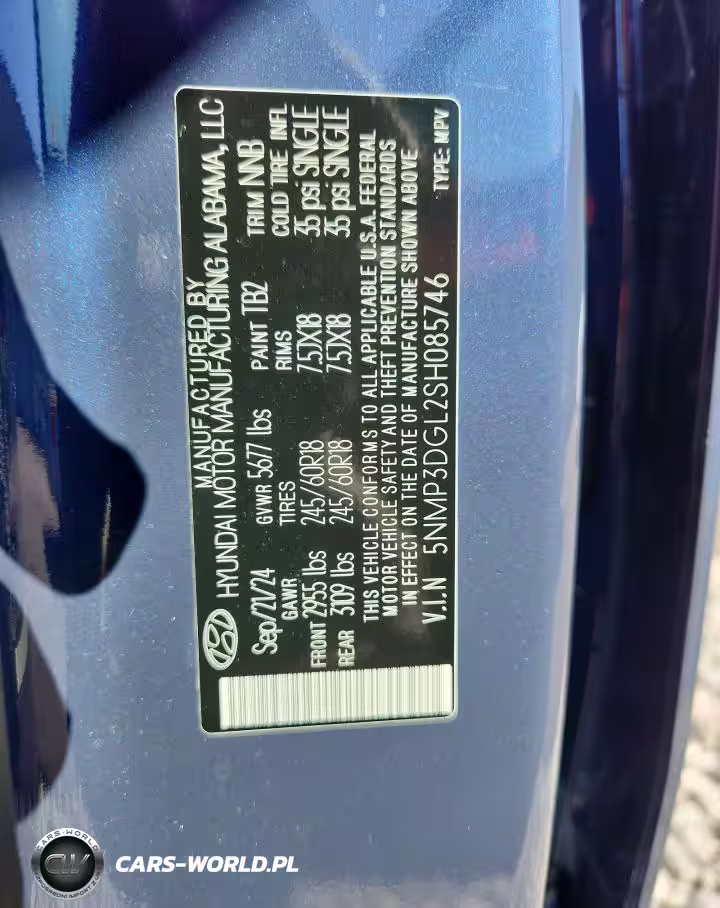 MANUFACTURED BY
HYUNDAI MOTOR MANUFACTURING ALABAMA, LLC
Sep/21/24 GVWR 5677 lbs PAINT TB2 TRIM NNB
GAWR TIRES RIMS COLD TIRE INFL
FRONT 2955 lbs 245/60R18 7.5JX18 35 psi SINGLE
REAR 3109 lbs 245/60R18 7.5JX18 35 psi SINGLE
THIS VEHICLE CONFORMS TO ALL APPLICABLE U.S.A. FEDERAL
MOTOR VEHICLE SAFETY AND THEFT PREVENTION STANDARDS
IN EFFECT ON THE DATE OF MANUFACTURE SHOWN ABOVE
V.I.N 5NMP3DGL2SH085746 TYPE: MPV
CARS-WORLD
CW
CARS-WORLD.PL